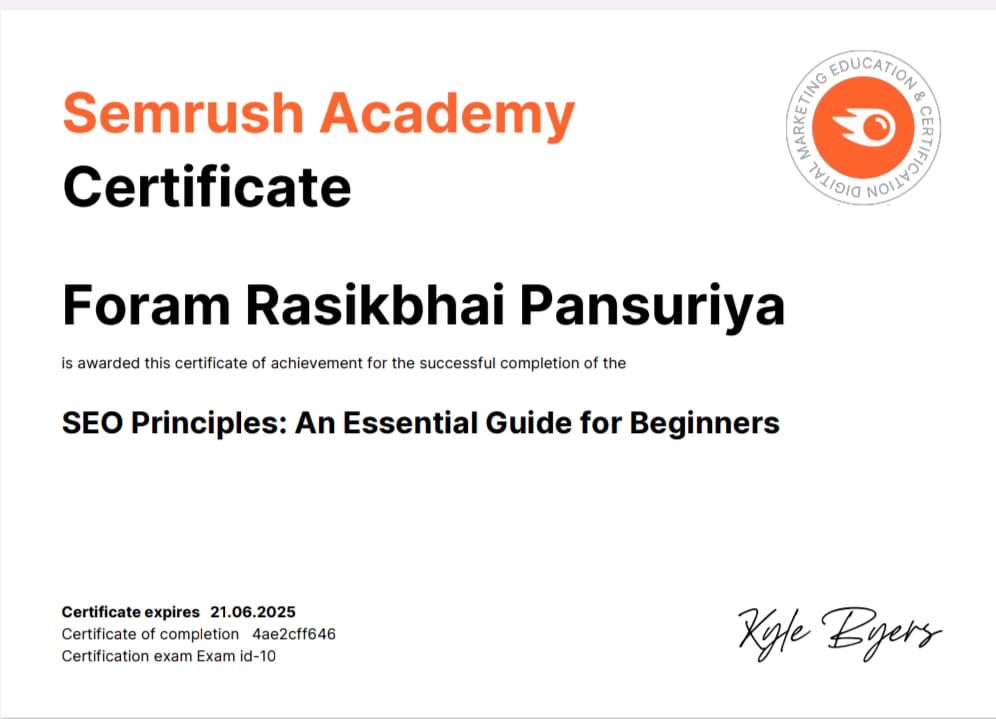 Semrush Academy
Certificate
DIGITAL MARKETING EDUCATION & CERTIFICATION
Foram Rasikbhai Pansuriya
is awarded this certificate of achievement for the successful completion of the
SEO Principles: An Essential Guide for Beginners
Certificate expires 21.06.2025
Certificate of completion 4ae2cff646
Certification exam Exam id-10
Kyle Byers